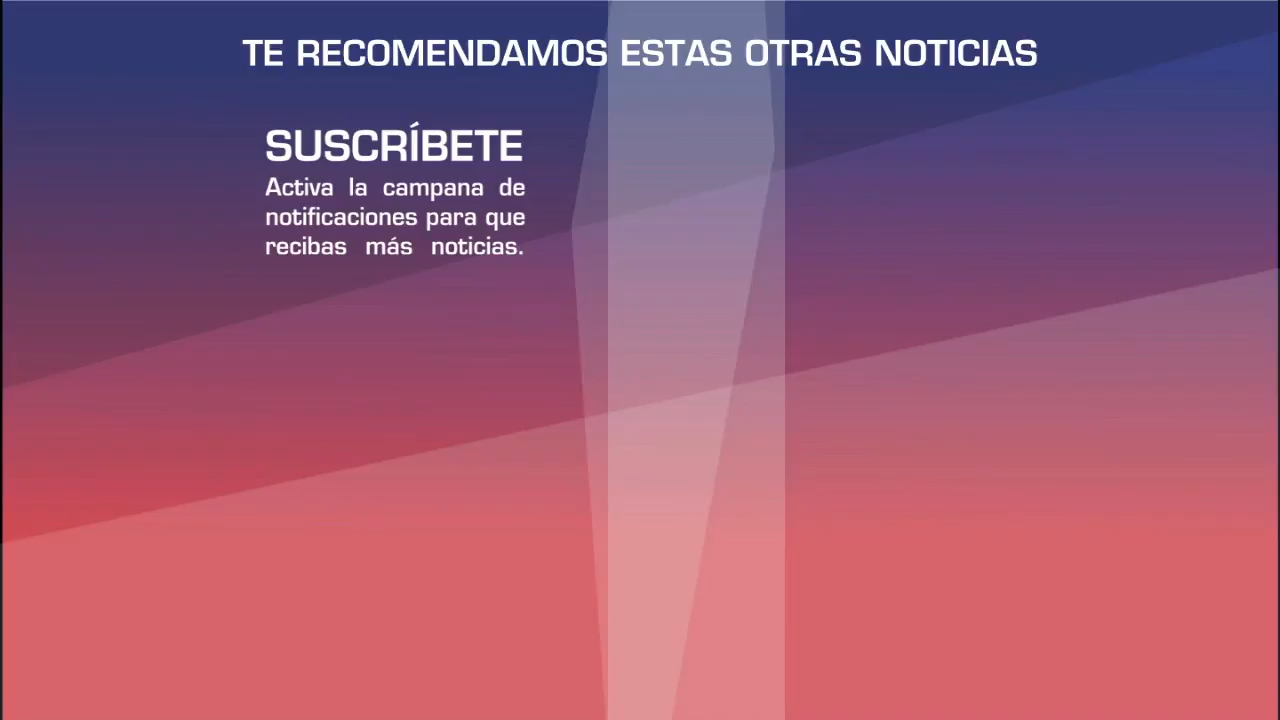 TE RECOMENDAMOS ESTAS OTRAS NOTICIAS
SUSCRÍBETE
Activa la campana de
notificaciones para que
recibas más noticias.